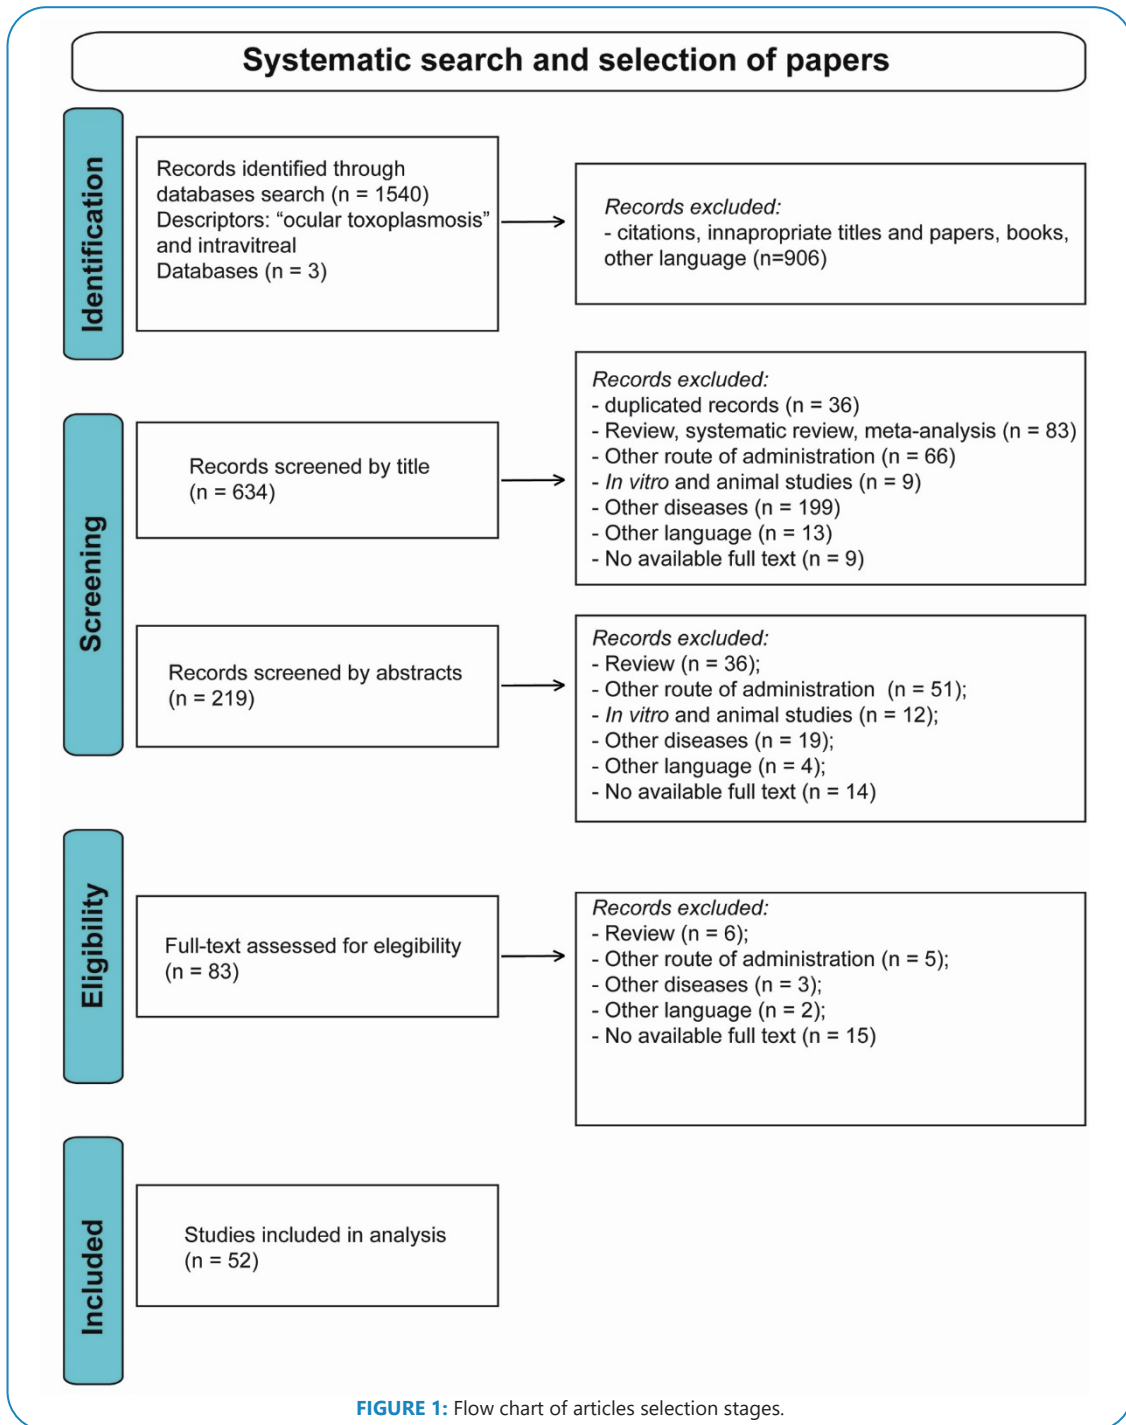 Systematic search and selection of papers
Identification
Records identified through
databases search (n = 1540)
Descriptors: “ocular toxoplasmosis”
and intravitreal
Databases (n = 3)
Records excluded:
- citations, innapropriate titles and papers, books,
other language (n=906)
Screening
Records screened by title
(n = 634)
Records excluded:
- duplicated records (n = 36)
- Review, systematic review, meta-analysis (n = 83)
- Other route of administration (n = 66)
- In vitro and animal studies (n = 9)
- Other diseases (n = 199)
- Other language (n = 13)
- No available full text (n = 9)
Records screened by abstracts
(n = 219)
Records excluded:
- Review (n = 36);
- Other route of administration (n = 51);
- In vitro and animal studies (n = 12);
- Other diseases (n = 19);
- Other language (n = 4);
- No available full text (n = 14)
Eligibility
Full-text assessed for elegibility
(n = 83)
Records excluded:
- Review (n = 6);
- Other route of administration (n = 5);
- Other diseases (n = 3);
- Other language (n = 2);
- No available full text (n = 15)
Included
Studies included in analysis
(n = 52)
FIGURE 1: Flow chart of articles selection stages.